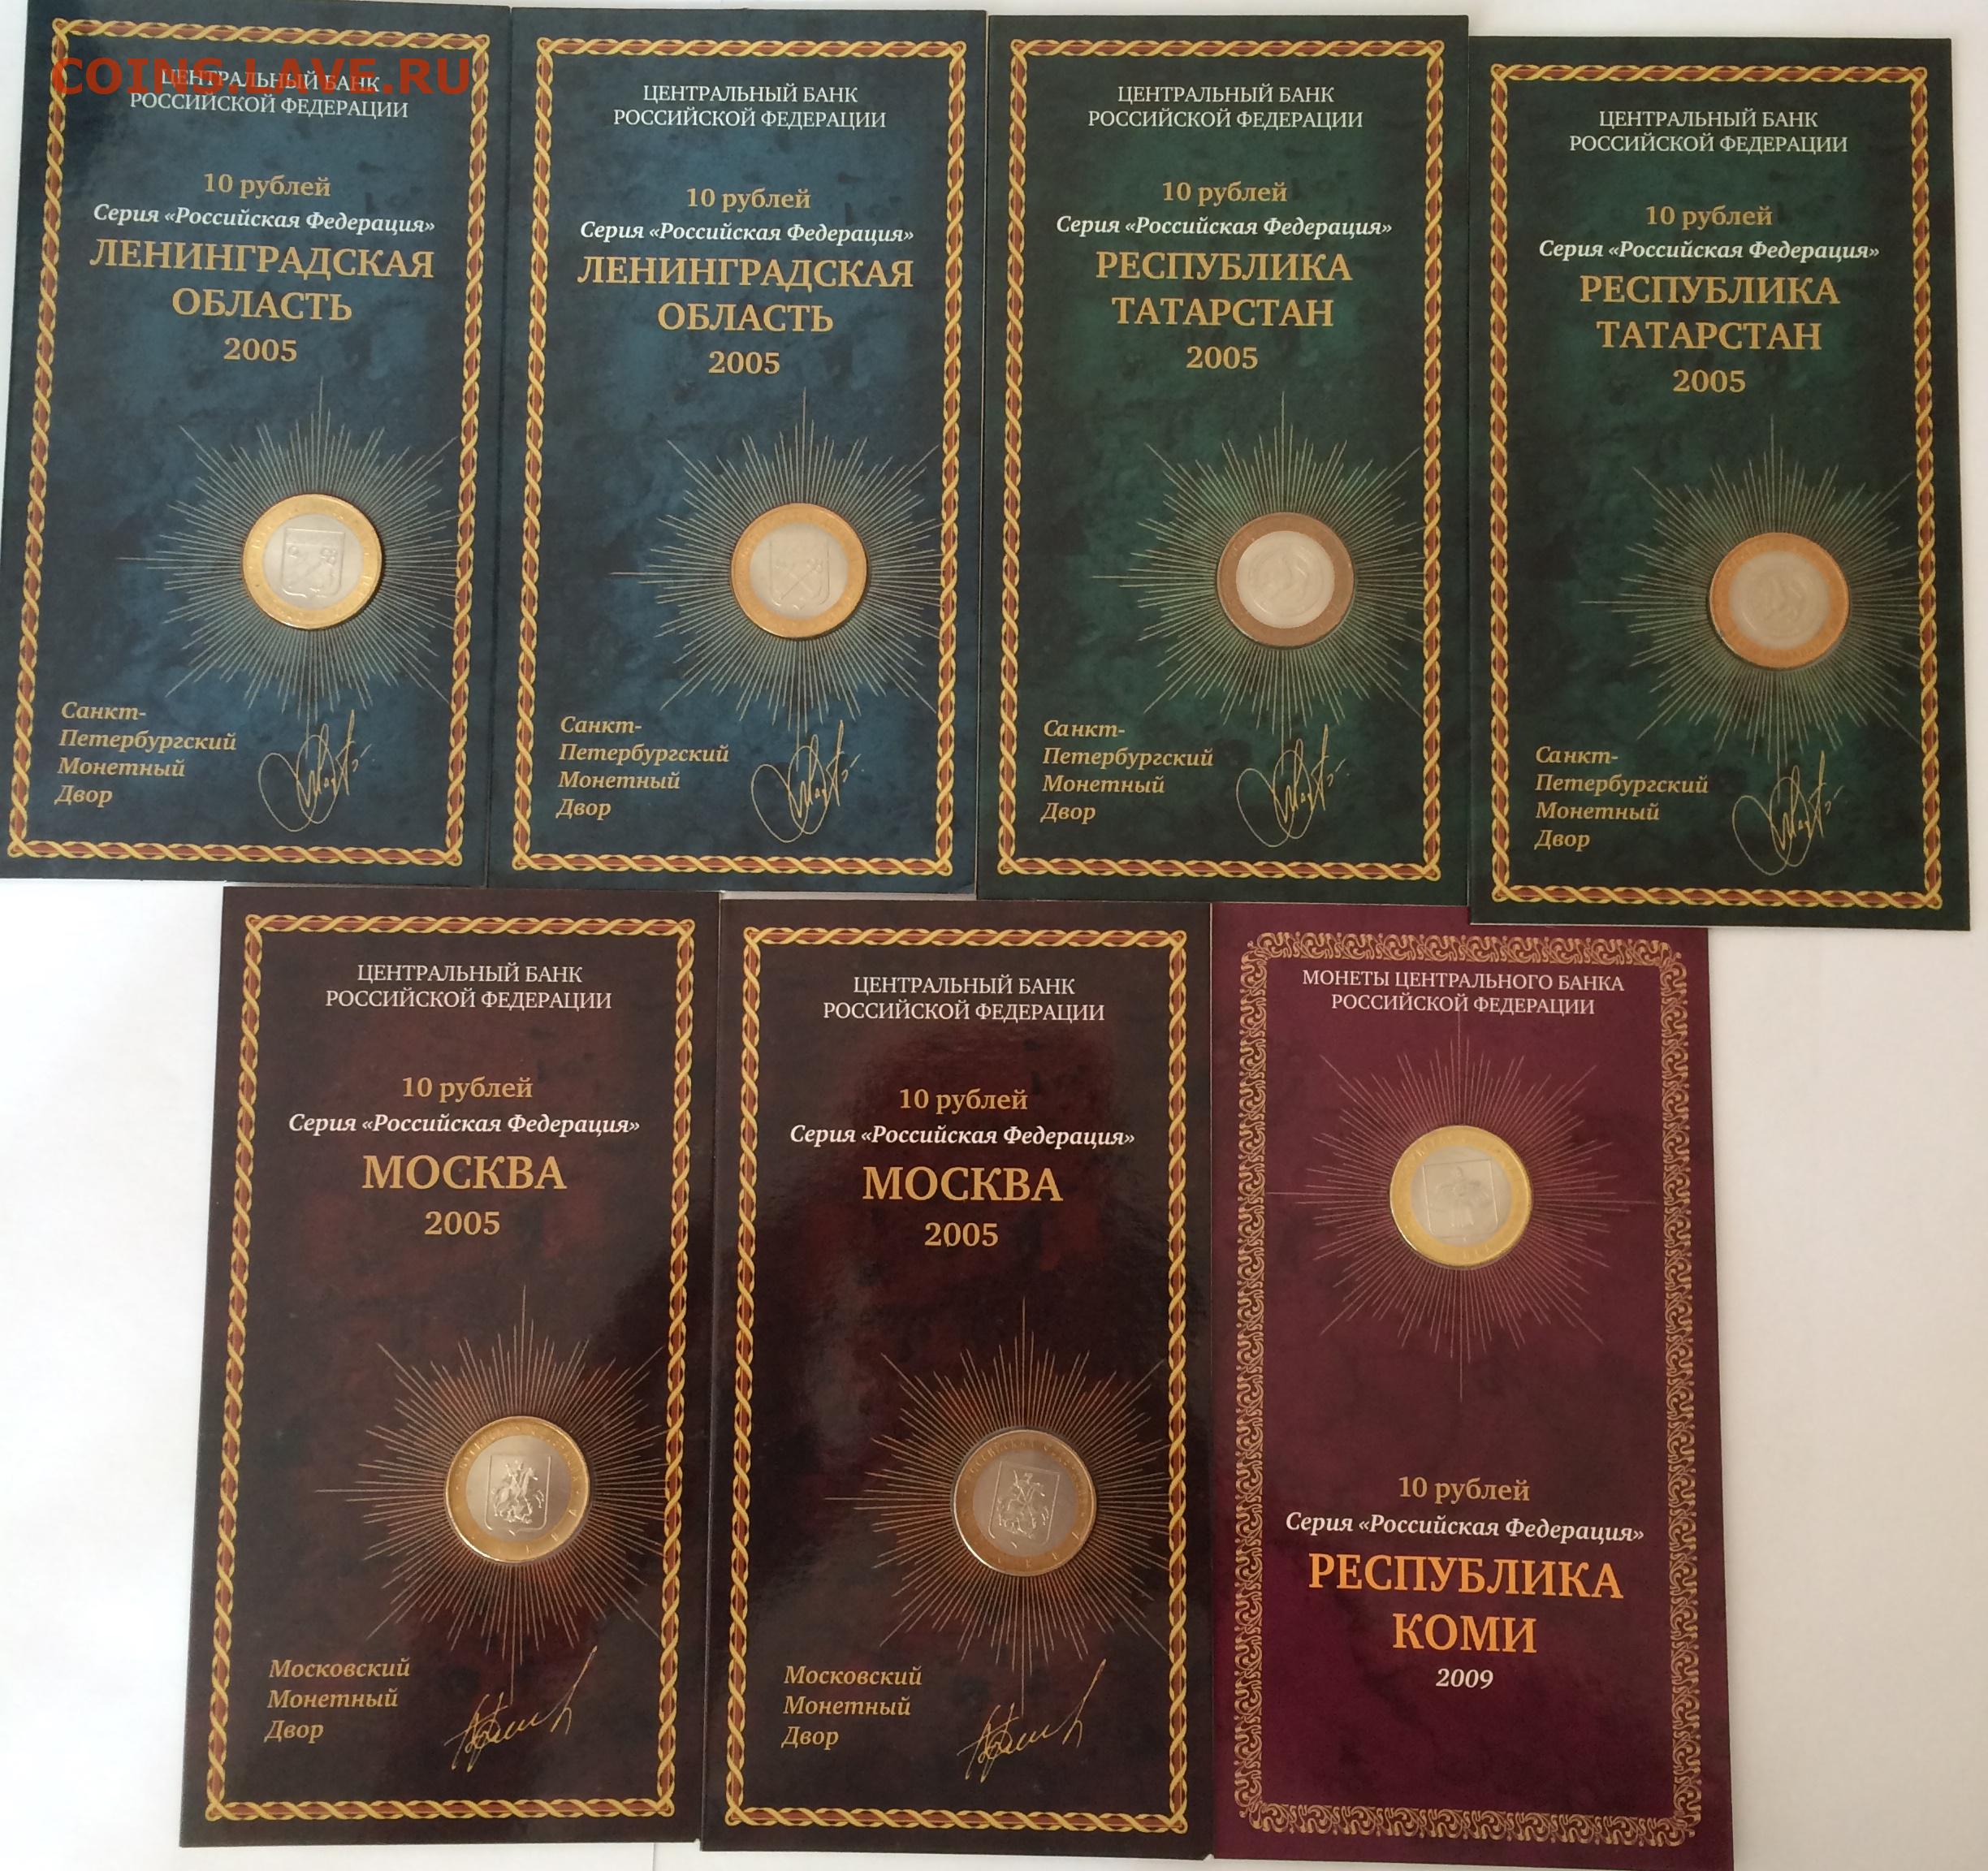 COINS.LAVE.RU
ЦЕНТРАЛЬНЫЙ БАНК
РОССИЙСКОЙ ФЕДЕРАЦИИ
10 рублей
Серия «Российская Федерация»
ЛЕНИНГРАДСКАЯ
ОБЛАСТЬ
2005
Санкт-
Петербургский
Монетный
Двор
ЦЕНТРАЛЬНЫЙ БАНК
РОССИЙСКОЙ ФЕДЕРАЦИИ
10 рублей
Серия «Российская Федерация»
ЛЕНИНГРАДСКАЯ
ОБЛАСТЬ
2005
Санкт-
Петербургский
Монетный
Двор
ЦЕНТРАЛЬНЫЙ БАНК
РОССИЙСКОЙ ФЕДЕРАЦИИ
10 рублей
Серия «Российская Федерация»
РЕСПУБЛИКА
ТАТАРСТАН
2005
Санкт-
Петербургский
Монетный
Двор
ЦЕНТРАЛЬНЫЙ БАНК
РОССИЙСКОЙ ФЕДЕРАЦИИ
10 рублей
Серия «Российская Федерация»
РЕСПУБЛИКА
ТАТАРСТАН
2005
Санкт-
Петербургский
Монетный
Двор
ЦЕНТРАЛЬНЫЙ БАНК
РОССИЙСКОЙ ФЕДЕРАЦИИ
10 рублей
Серия «Российская Федерация»
МОСКВА
2005
Московский
Монетный
Двор
ЦЕНТРАЛЬНЫЙ БАНК
РОССИЙСКОЙ ФЕДЕРАЦИИ
10 рублей
Серия «Российская Федерация»
МОСКВА
2005
Московский
Монетный
Двор
МОНЕТЫ ЦЕНТРАЛЬНОГО БАНКА
РОССИЙСКОЙ ФЕДЕРАЦИИ
10 рублей
Серия «Российская Федерация»
РЕСПУБЛИКА
КОМИ
2009